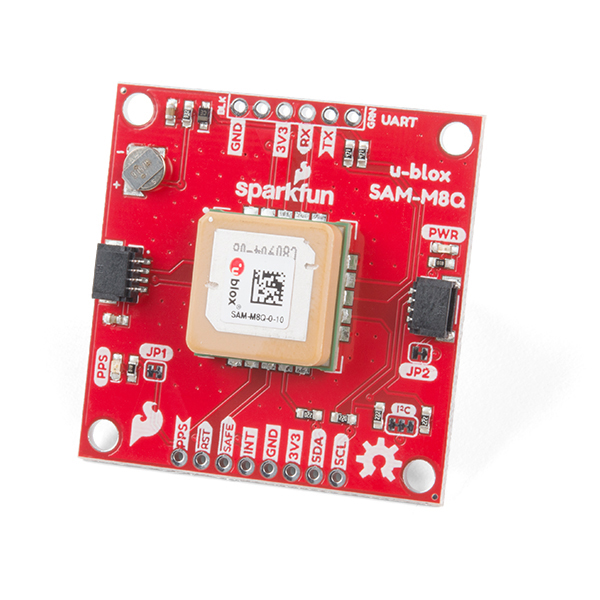 BLK
GRN
UART
GND
3V3
RX
TX
u-blox
SAM-M8Q
sparkfun
−
+
PWR
u blox
SAM-M8Q-0-10
PPS
JP1
JP2
I²C
PPS
RST
SAFE
INT
GND
3V3
SDA
SCL